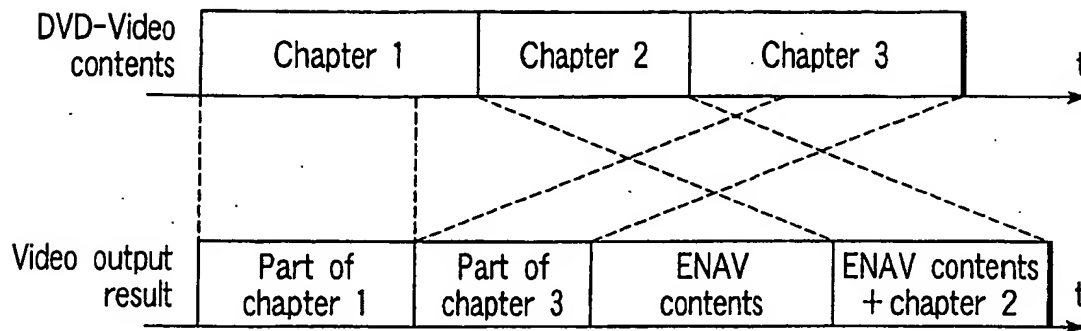 DVD-Video
contents
Chapter 1
Chapter 2
Chapter 3
t
Video output
result
Part of
chapter 1
Part of
chapter 3
ENAV
contents
ENAV contents
+ chapter 2
t